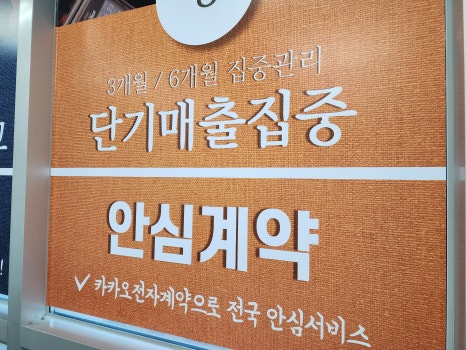 3개월 / 6개월 집중관리
단기매출집중
안심계약
✓ 카카오전자계약으로 전국 안심서비스